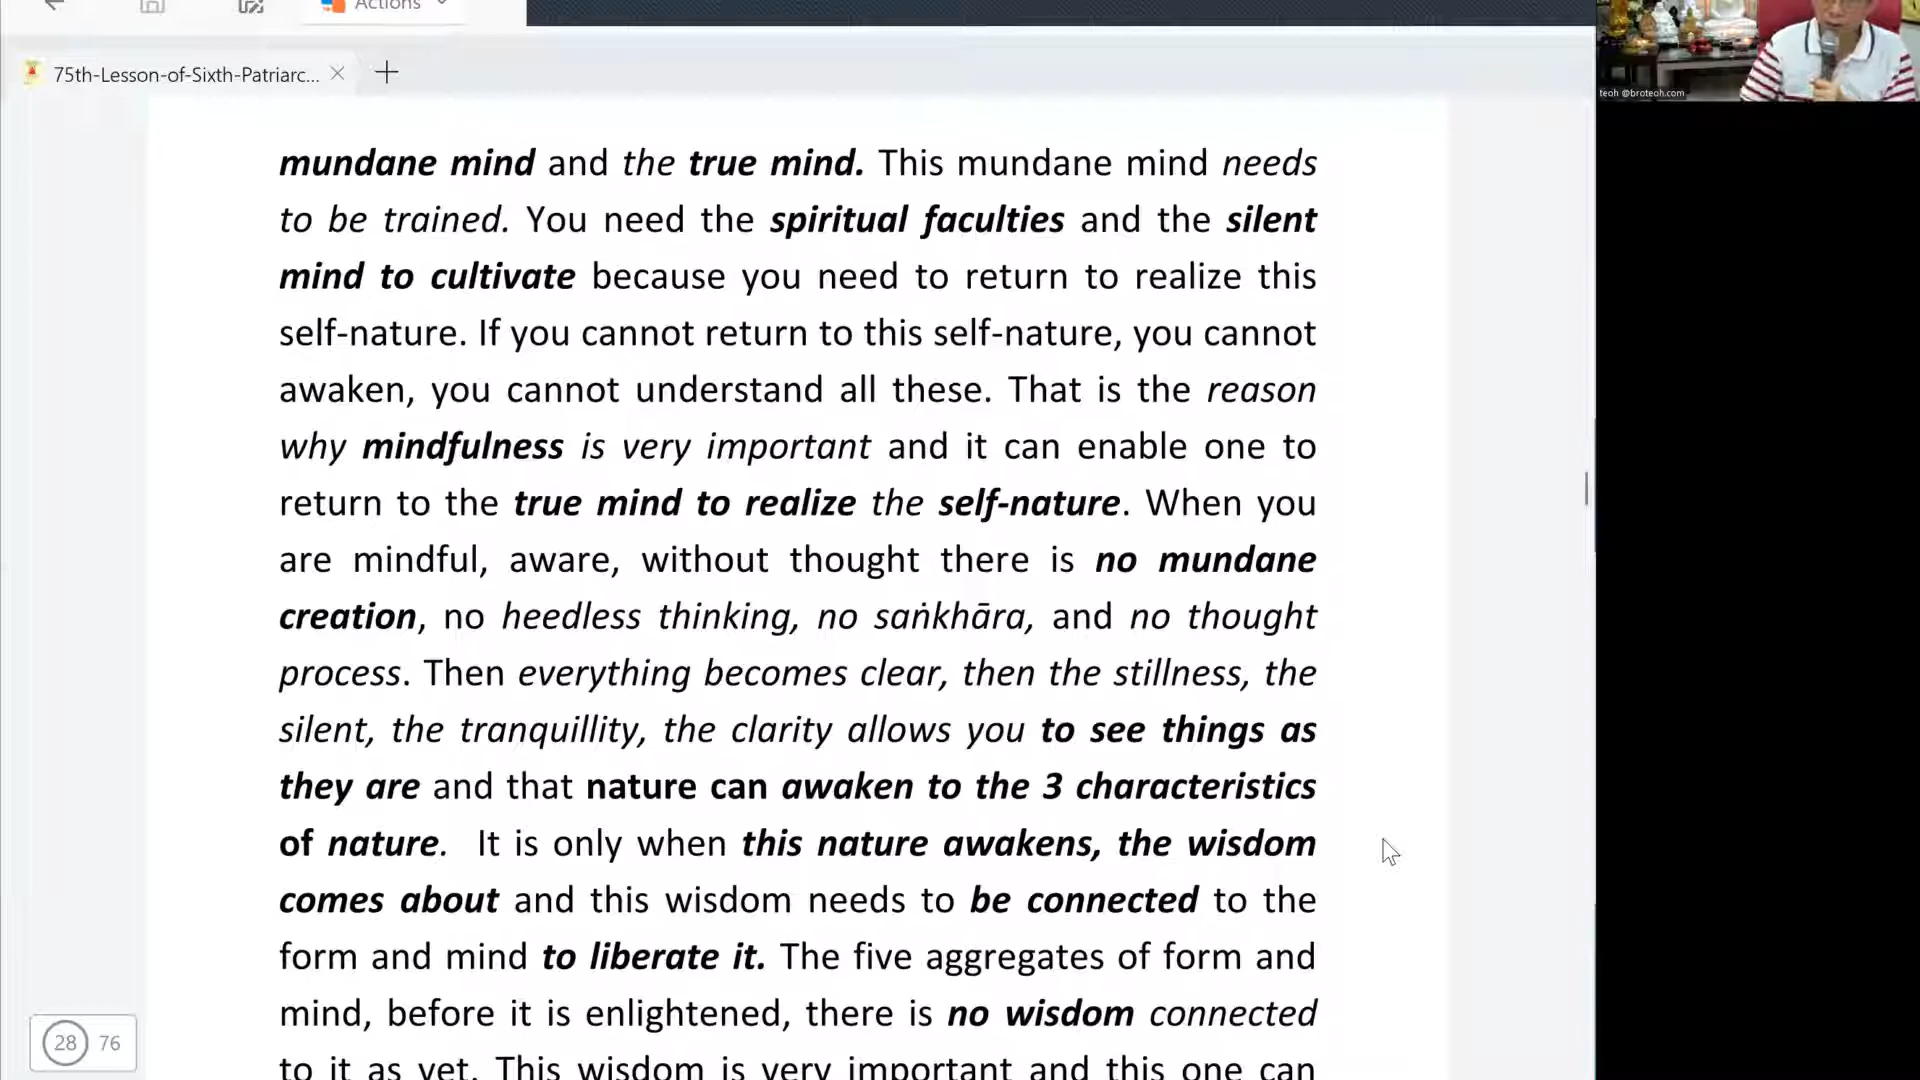 Actions
75th-Lesson-of-Sixth-Patriarc...
teoh @broteoh.com
mundane mind and the true mind. This mundane mind needs
to be trained. You need the spiritual faculties and the silent
mind to cultivate because you need to return to realize this
self-nature. If you cannot return to this self-nature, you cannot
awaken, you cannot understand all these. That is the reason
why mindfulness is very important and it can enable one to
return to the true mind to realize the self-nature. When you
are mindful, aware, without thought there is no mundane
creation, no heedless thinking, no saṅkhāra, and no thought
process. Then everything becomes clear, then the stillness, the
silent, the tranquillity, the clarity allows you to see things as
they are and that nature can awaken to the 3 characteristics
of nature. It is only when this nature awakens, the wisdom
comes about and this wisdom needs to be connected to the
form and mind to liberate it. The five aggregates of form and
mind, before it is enlightened, there is no wisdom connected
to it as yet. This wisdom is very important and this one can
28 76